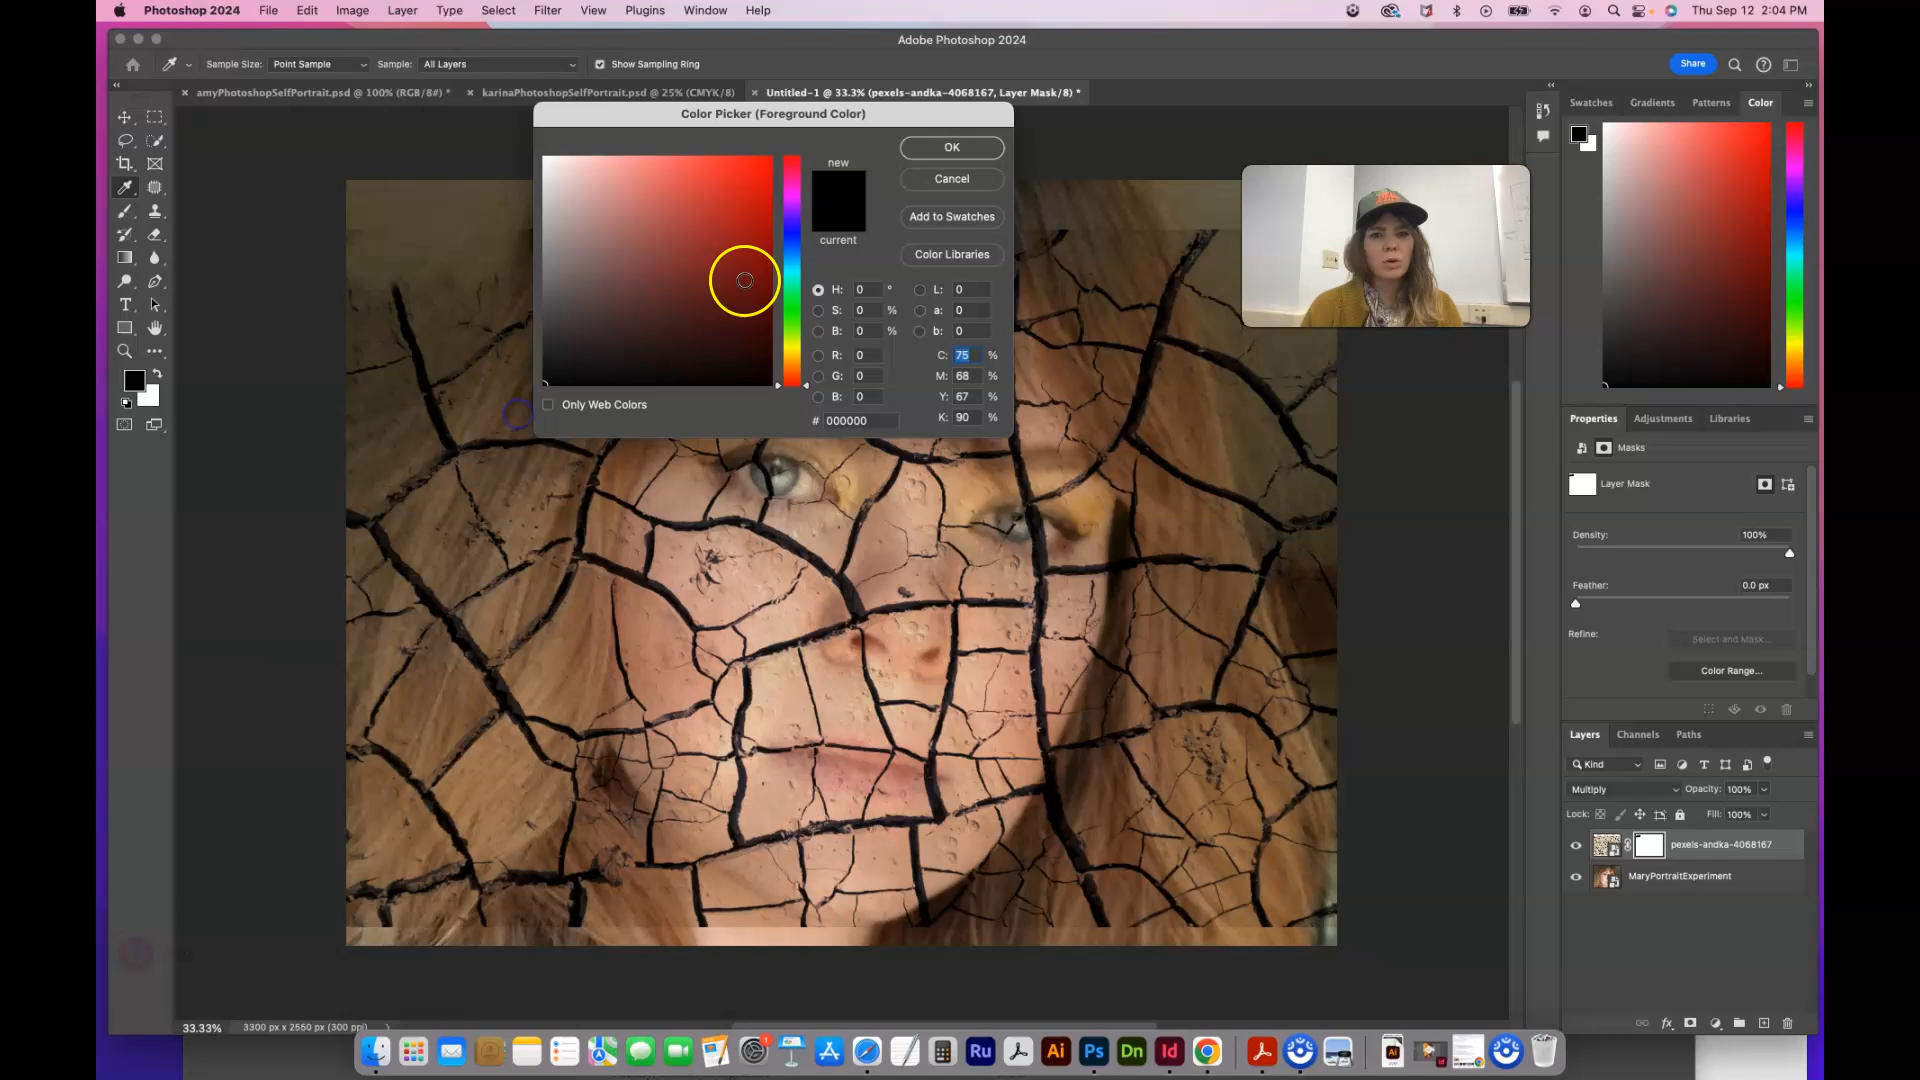 Photoshop 2024 File Edit Image Layer Type Select Filter View Plugins Window Help Thu Sep 12 2:04 PM
Adobe Photoshop 2024
Sample Size: Point Sample Sample: All Layers Show Sampling Ring Share
amyPhotoshopSelfPortrait.psd @ 100% (RGB/8#) * karinaPhotoshopSelfPortrait.psd @ 25% (CMYK/8) Untitled-1 @ 33.3% (pexels-andka-4068167, Layer Mask/8) *
Swatches Gradients Patterns Color
Color Picker (Foreground Color)
OK
new
Cancel
Add to Swatches
current
Color Libraries
H: 0 ° L: 0
S: 0 % a: 0
B: 0 % b: 0
R: 0 C: 75 %
G: 0 M: 68 %
B: 0 Y: 67 %
# 000000 K: 90 %
Only Web Colors
Properties Adjustments Libraries
Masks
Layer Mask
Density: 100%
Feather: 0.0 px
Refine: Select and Mask...
Color Range...
Layers Channels Paths
Kind
Multiply Opacity: 100%
Lock: Fill: 100%
pexels-andka-4068167
MaryPortraitExperiment
fx
33.33% 3300 px x 2550 px (300 ppi)
Ru Ai Ps Dn Id